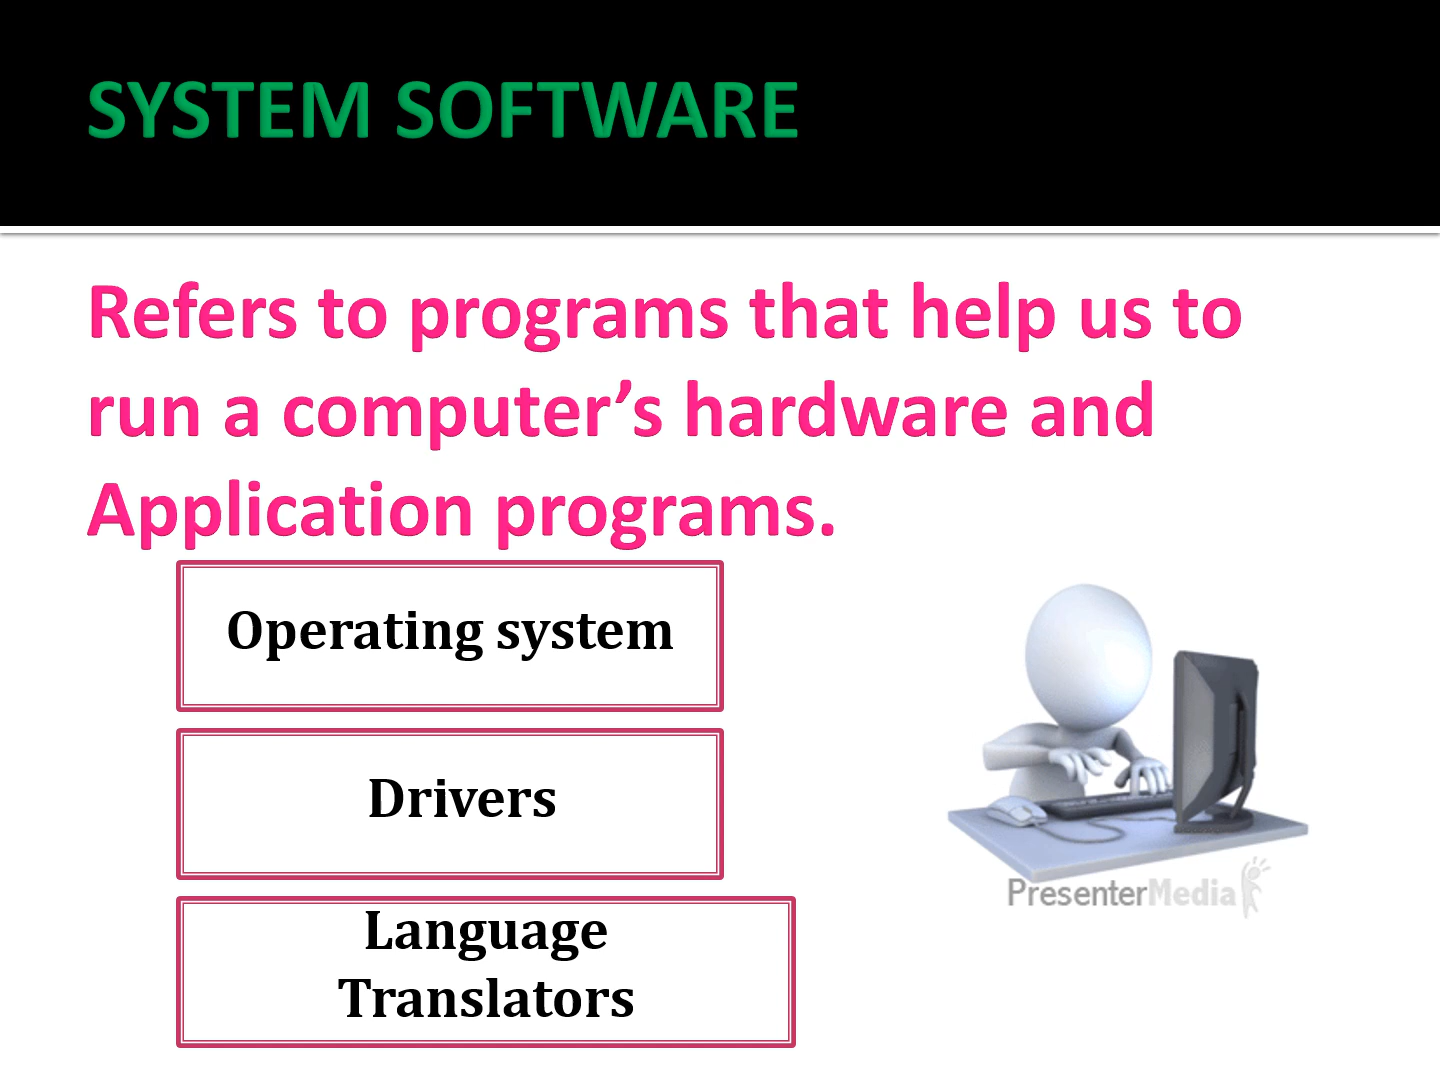 SYSTEM SOFTWARE
Refers to programs that help us to
run a computer’s hardware and
Application programs.
Operating system
Drivers
Language
Translators
PresenterMedia